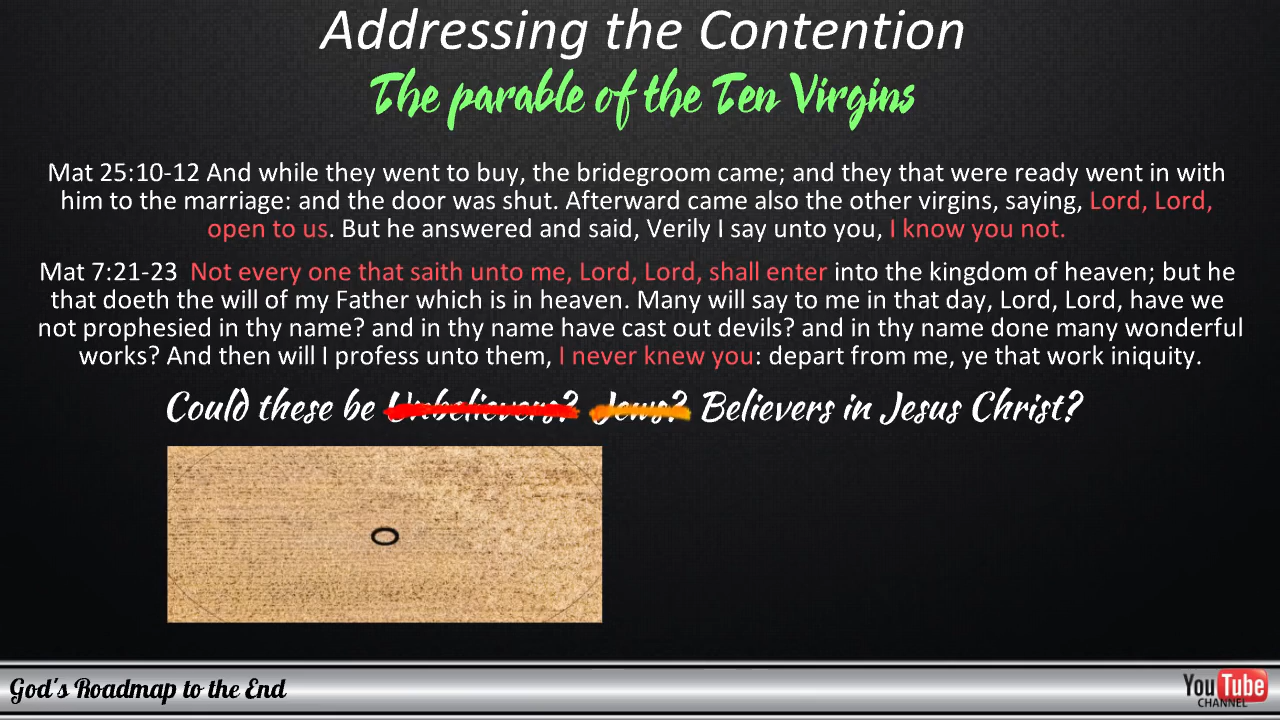 Addressing the Contention
The parable of the Ten Virgins
Mat 25:10-12 And while they went to buy, the bridegroom came; and they that were ready went in with
him to the marriage: and the door was shut. Afterward came also the other virgins, saying, Lord, Lord,
open to us. But he answered and said, Verily I say unto you, I know you not.
Mat 7:21-23  Not every one that saith unto me, Lord, Lord, shall enter into the kingdom of heaven; but he
that doeth the will of my Father which is in heaven. Many will say to me in that day, Lord, Lord, have we
not prophesied in thy name? and in thy name have cast out devils? and in thy name done many wonderful
works? And then will I profess unto them, I never knew you: depart from me, ye that work iniquity.
Could these be Unbelievers? Jews? Believers in Jesus Christ?
God's Roadmap to the End
YouTube
CHANNEL